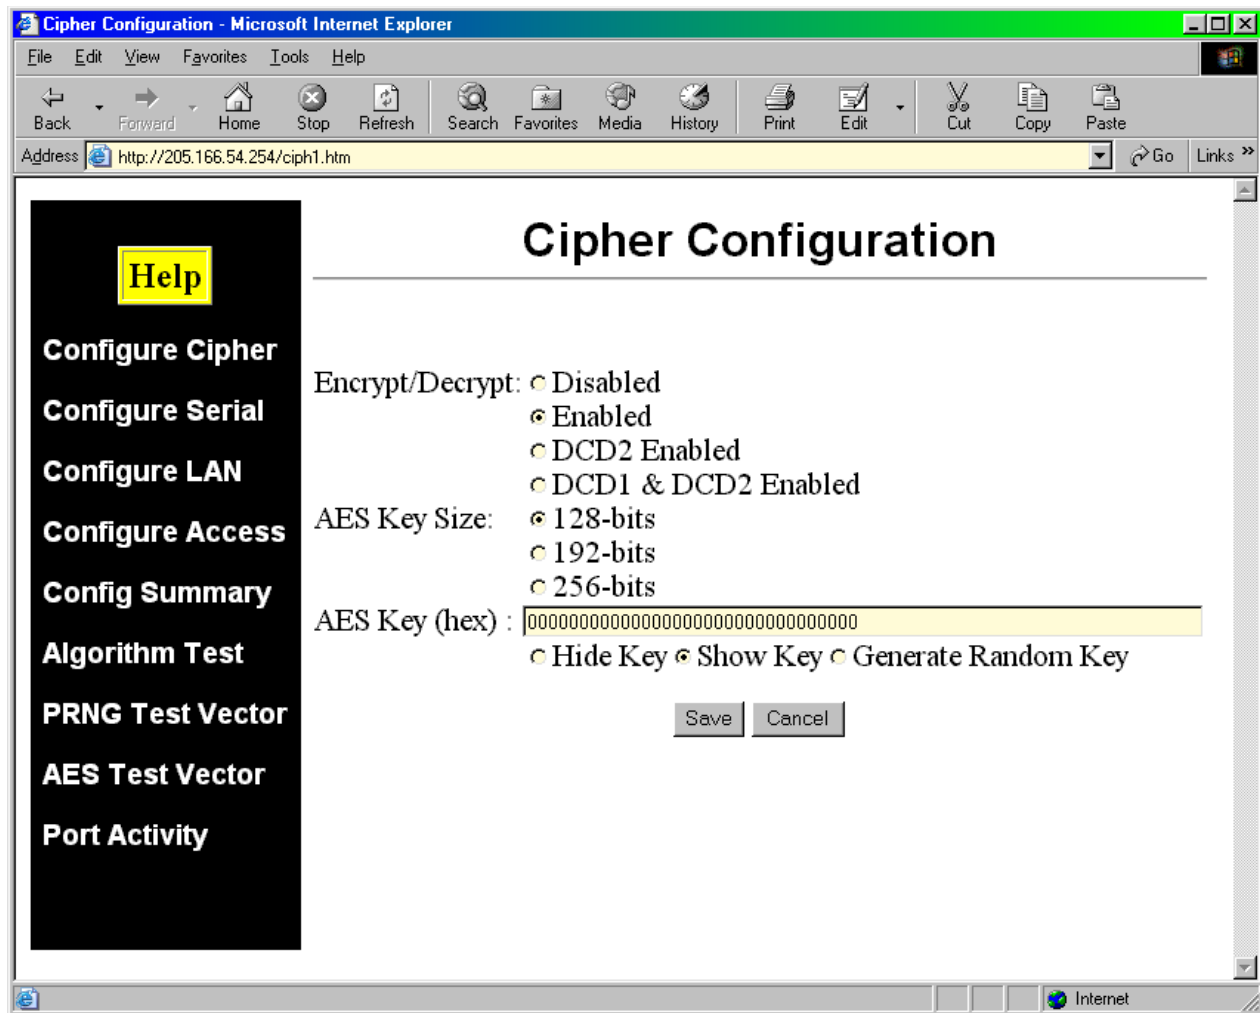 Cipher Configuration - Microsoft Internet Explorer
File Edit View Favorites Tools Help
Back Forward Home Stop Refresh Search Favorites Media History Print Edit Cut Copy Paste
Address http://205.166.54.254/ciph1.htm Go Links »
Help
Configure Cipher
Configure Serial
Configure LAN
Configure Access
Config Summary
Algorithm Test
PRNG Test Vector
AES Test Vector
Port Activity
Cipher Configuration
Encrypt/Decrypt: Disabled
Enabled
DCD2 Enabled
DCD1 & DCD2 Enabled
AES Key Size: 128-bits
192-bits
256-bits
AES Key (hex) : 00000000000000000000000000000000
Hide Key Show Key Generate Random Key
Save Cancel
Internet